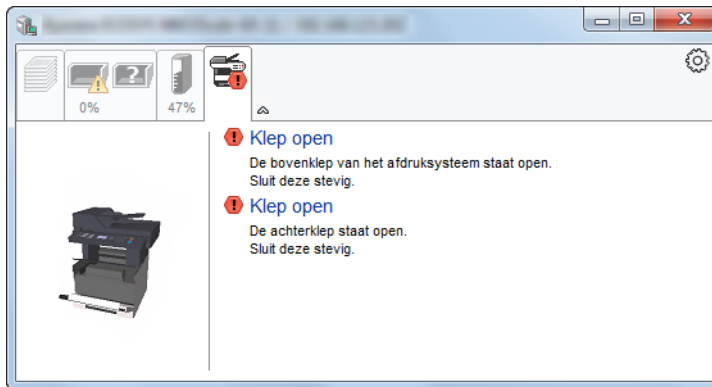 0%
47%
Klep open
De bovenklep van het afdruksysteem staat open.
Sluit deze stevig.
Klep open
De achterklep staat open.
Sluit deze stevig.